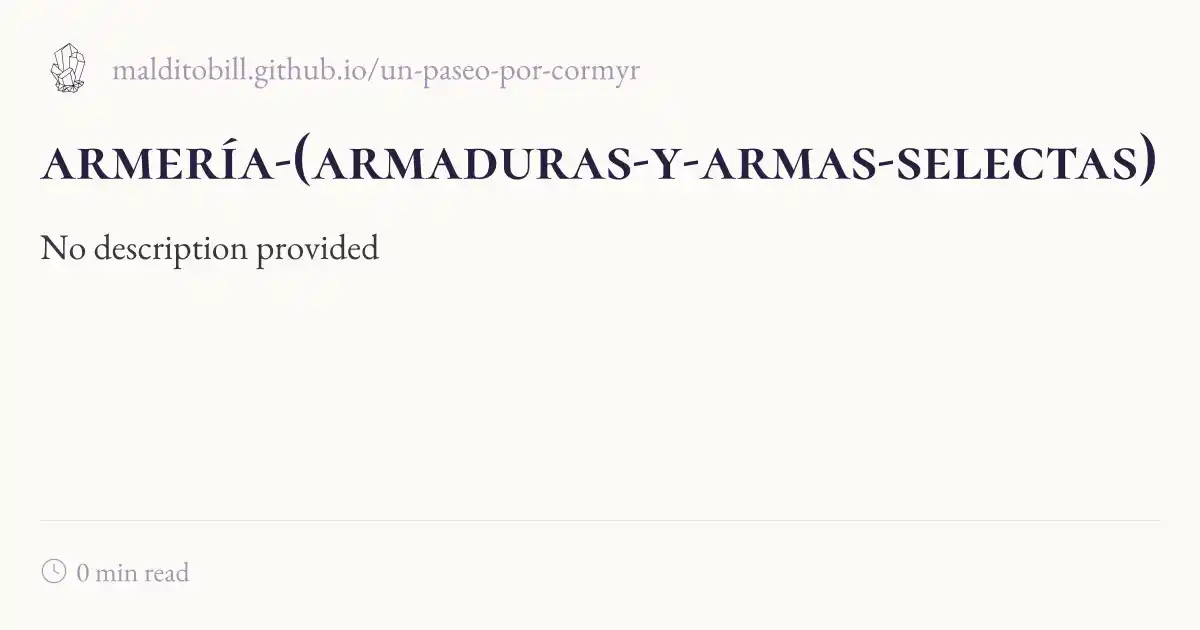 malditobill.github.io/un-paseo-por-cormyr
ARMERÍA-(ARMADURAS-Y-ARMAS-SELECTAS)
No description provided
0 min read